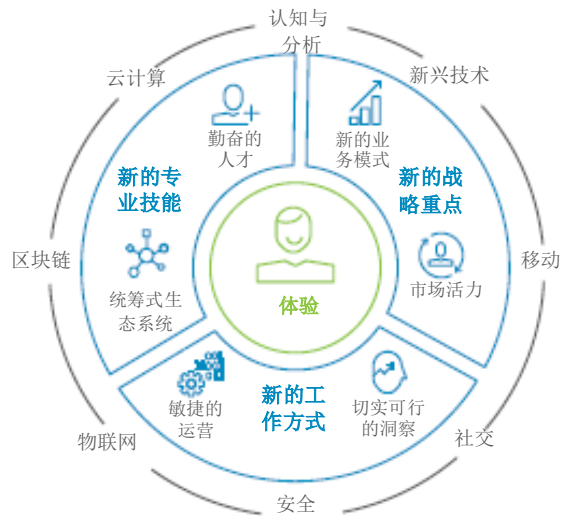 认知与
分析
云计算
新兴技术
勤奋的
人才
新的业
务模式
新的专
业技能
新的战
略重点
区块链
移动
统筹式生
态系统
体验
市场活力
敏捷的
运营
新的工
作方式
切实可行
的洞察
物联网
社交
安全